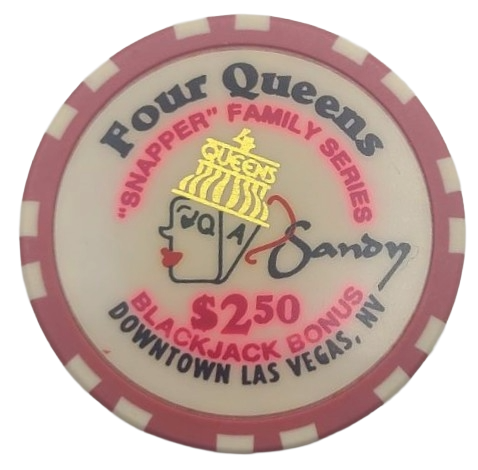 Four Queens
"SNAPPER" FAMILY SERIES
4
QUEENS
Q A
Sandy
$2.50
BLACKJACK BONUS
DOWNTOWN LAS VEGAS, NV